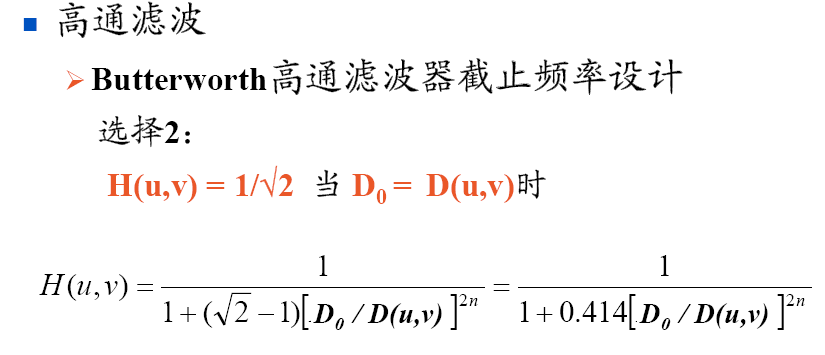 ■ 高通滤波
➢ Butterworth高通滤波器截止频率设计
选择2：
H(u,v) = 1/√2 当 D₀ = D(u,v)时
H(u,v) = 1 / (1 + (√2 − 1)[D₀ / D(u,v)]²ⁿ) = 1 / (1 + 0.414[D₀ / D(u,v)]²ⁿ)